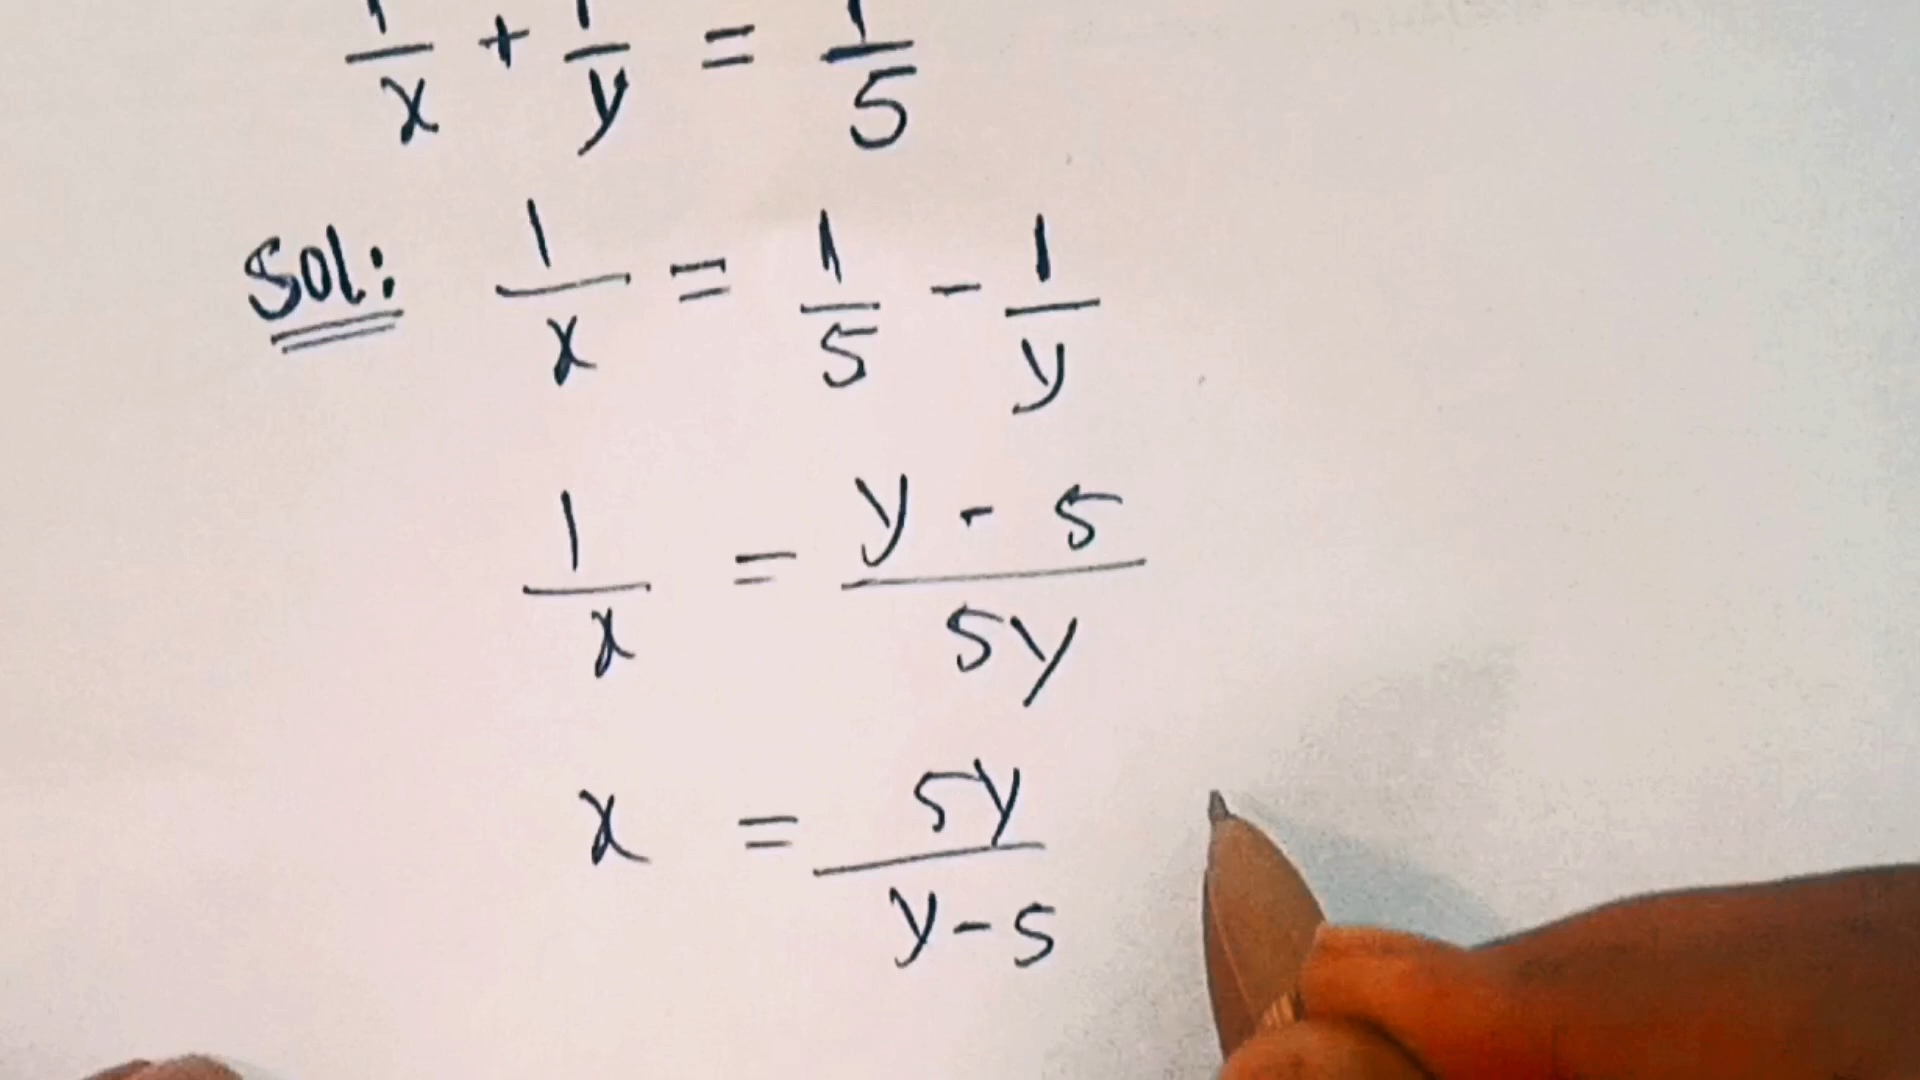 1/x + 1/y = 1/5
Sol: 1/x = 1/5 - 1/y
1/x = y - 5/5y
x = 5y/y-5